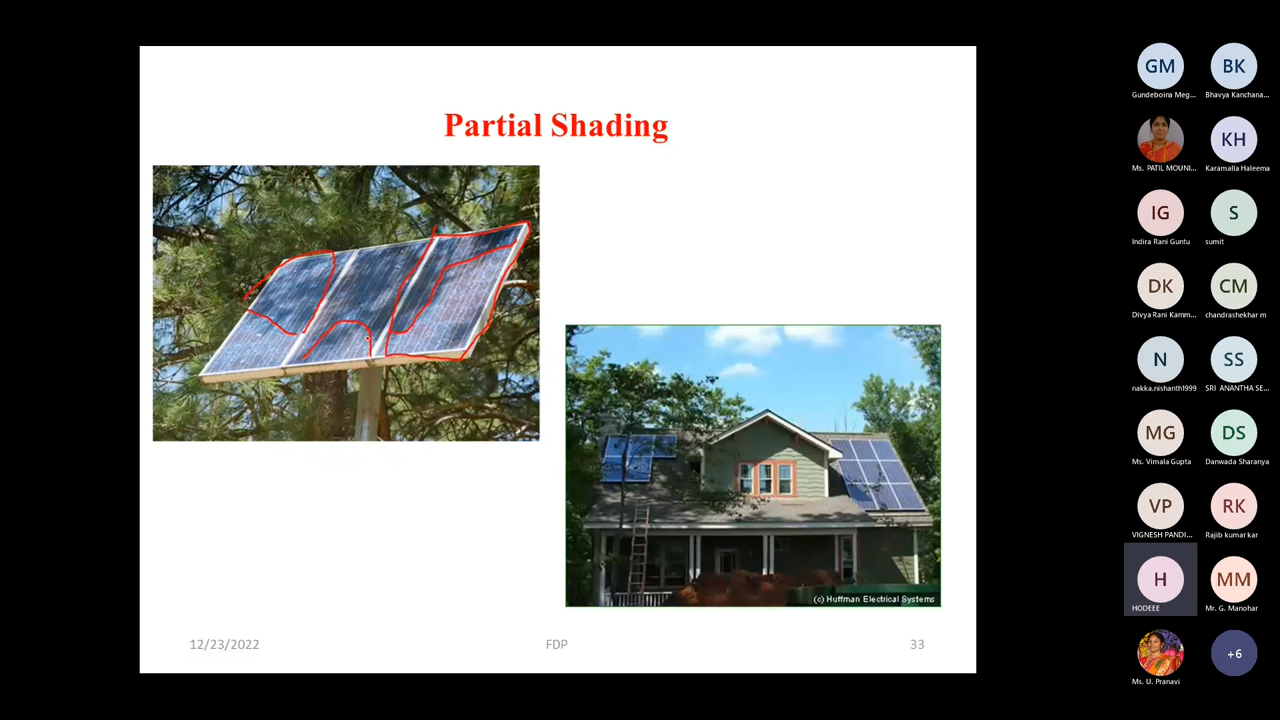 Partial Shading
(c) Huffman Electrical Systems
12/23/2022 FDP 33
GM BK
Gundeboina Meg... Bhavya Kanchana...
KH
Ms. PATIL MOUNI... Karamalla Haleema
IG S
Indira Rani Guntu sumit
DK CM
Divya Rani Kamm... chandrashekhar m
N SS
nakka.nishanth1999 SRI ANANTHA SE...
MG DS
Ms. Vimala Gupta Danwada Sharanya
VP RK
VIGNESH PANDI... Rajib kumar kar
H MM
HODEEE Mr. G. Manohar
+6
Ms. U. Pranavi